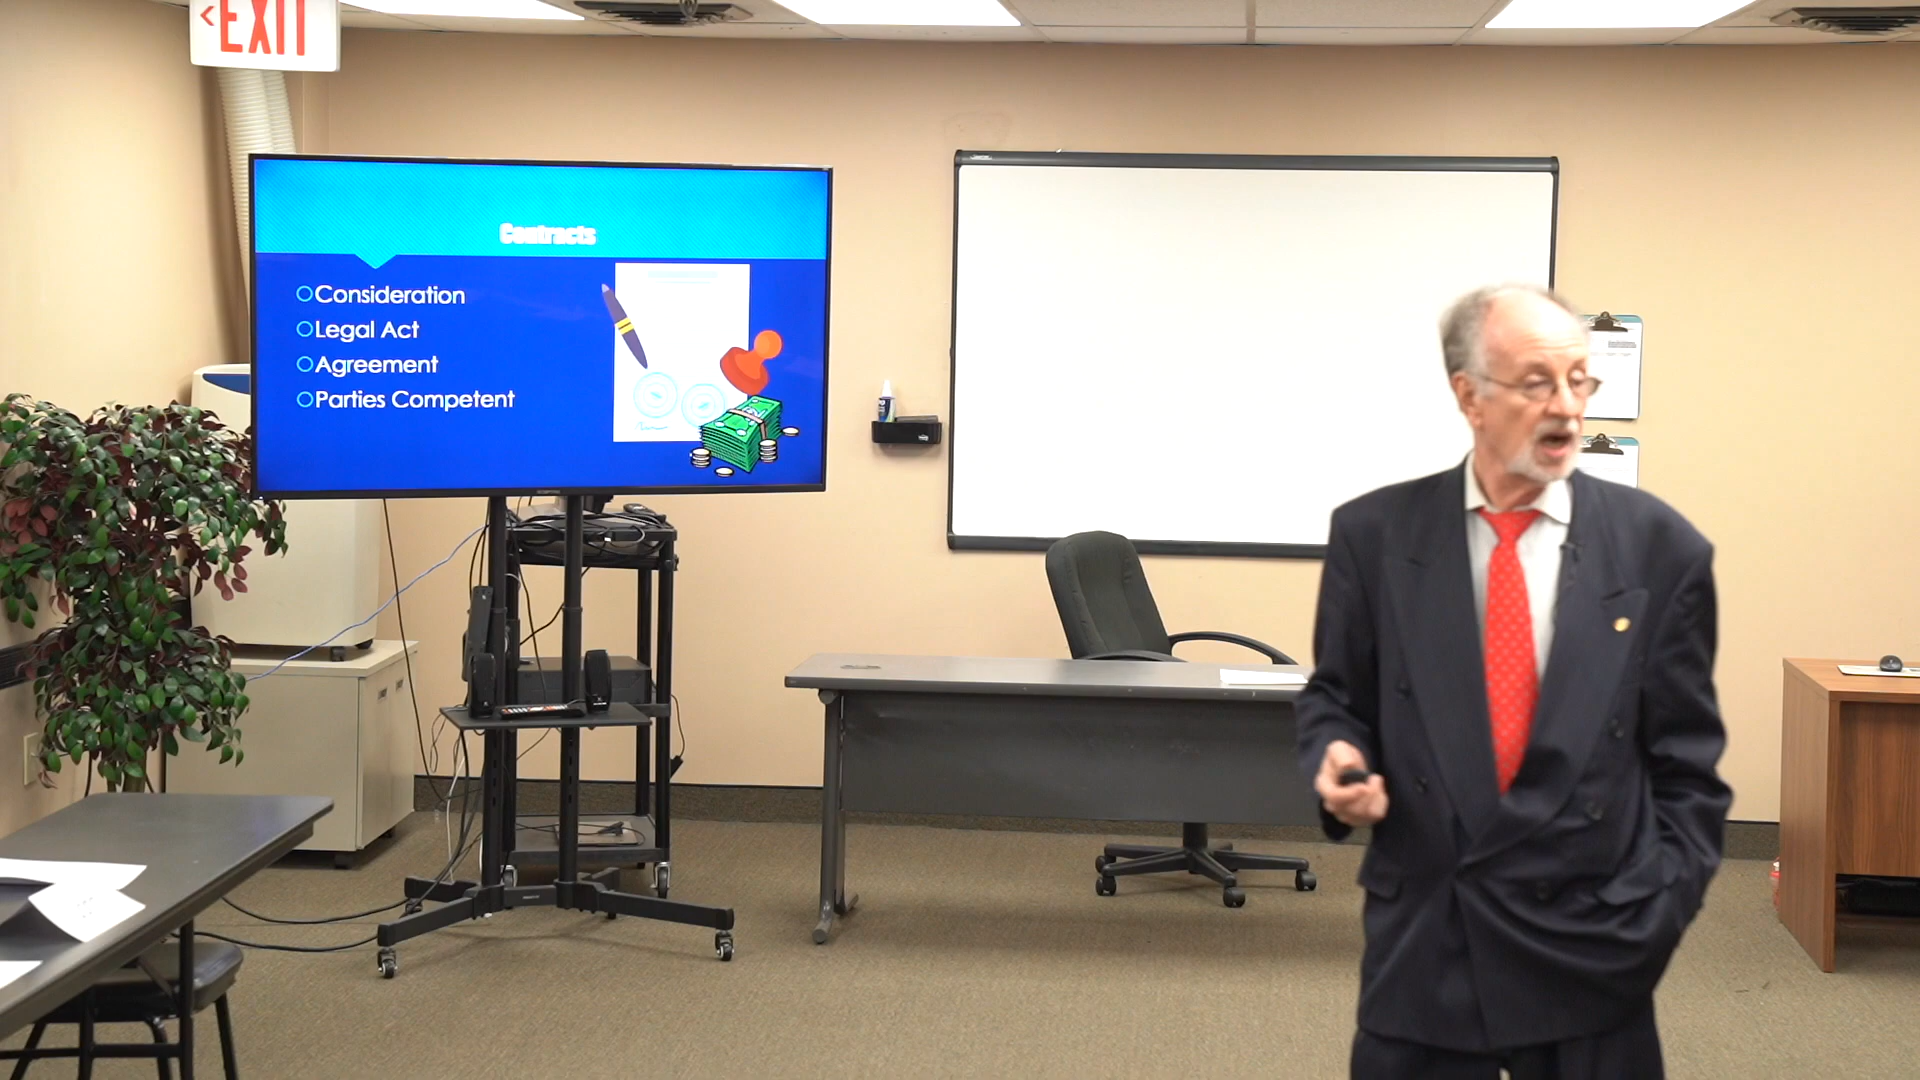 <EXIT
Contracts
Consideration
Legal Act
Agreement
Parties Competent